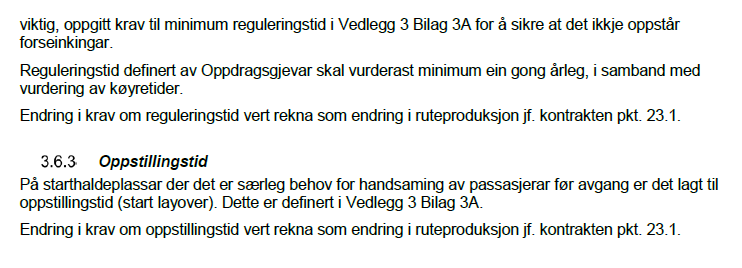 viktig, oppgitt krav til minimum reguleringstid i Vedlegg 3 Bilag 3A for å sikre at det ikkje oppstår
forseinkingar.
Reguleringstid definert av Oppdragsgjevar skal vurderast minimum ein gong årleg, i samband med
vurdering av køyretider.
Endring i krav om reguleringstid vert rekna som endring i ruteproduksjon jf. kontrakten pkt. 23.1.
3.6.3 Oppstillingstid
På starthaldeplassar der det er særleg behov for handsaming av passasjerar før avgang er det lagt til
oppstillingstid (start layover). Dette er definert i Vedlegg 3 Bilag 3A.
Endring i krav om oppstillingstid vert rekna som endring i ruteproduksjon jf. kontrakten pkt. 23.1.